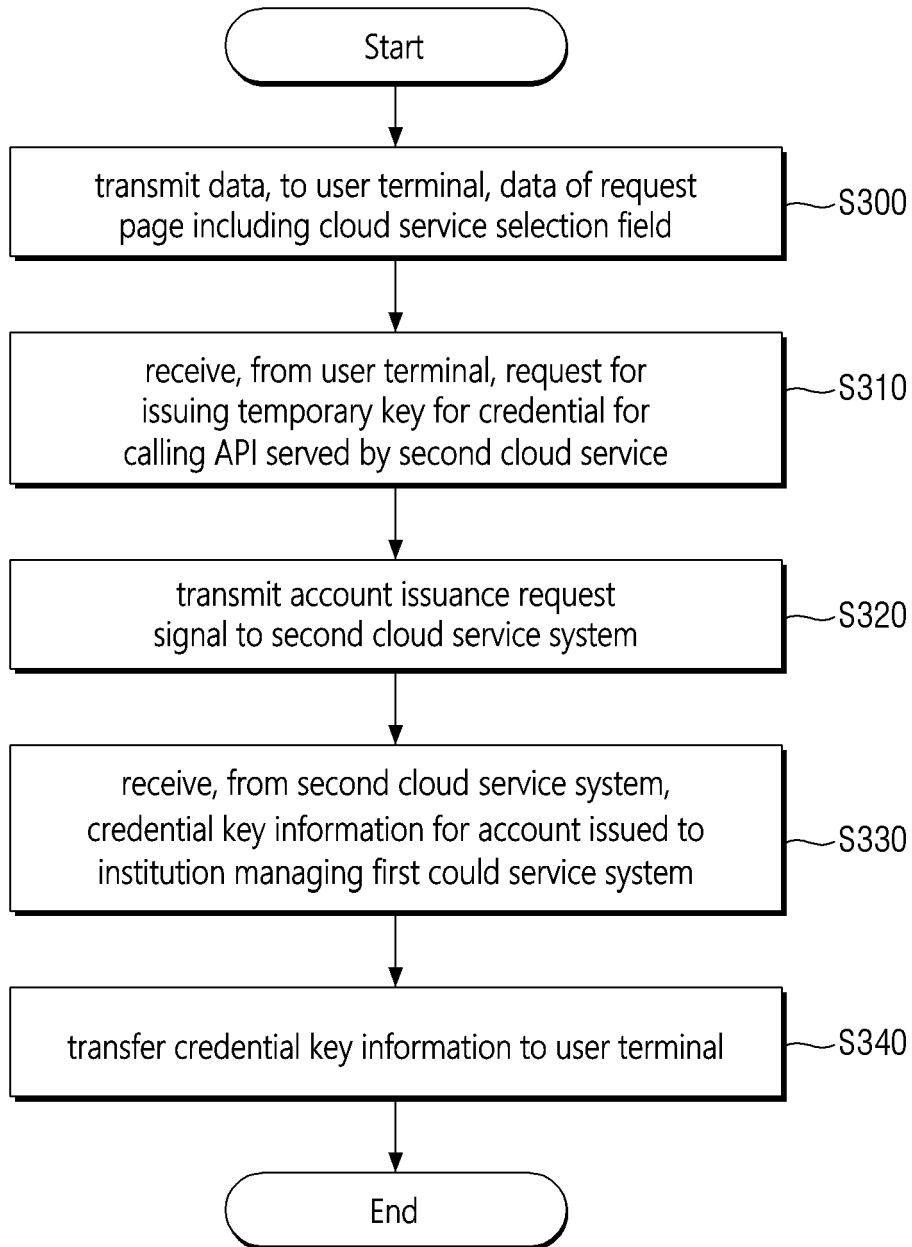 Start
transmit data, to user terminal, data of request
page including cloud service selection field
S300
receive, from user terminal, request for
issuing temporary key for credential for
calling API served by second cloud service
S310
transmit account issuance request
signal to second cloud service system
S320
receive, from second cloud service system,
credential key information for account issued to
institution managing first could service system
S330
transfer credential key information to user terminal
S340
End